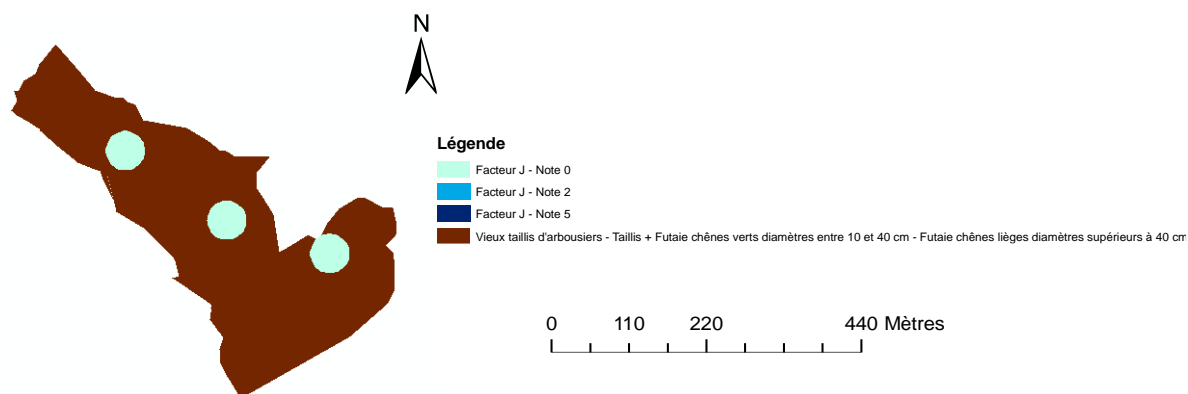 N
Légende
Facteur J - Note 0
Facteur J - Note 2
Facteur J - Note 5
Vieux taillis d'arbousiers - Taillis + Futaie chênes verts diamètres entre 10 et 40 cm - Futaie chênes lièges diamètres supérieurs à 40 cm
0 110 220 440 Mètres